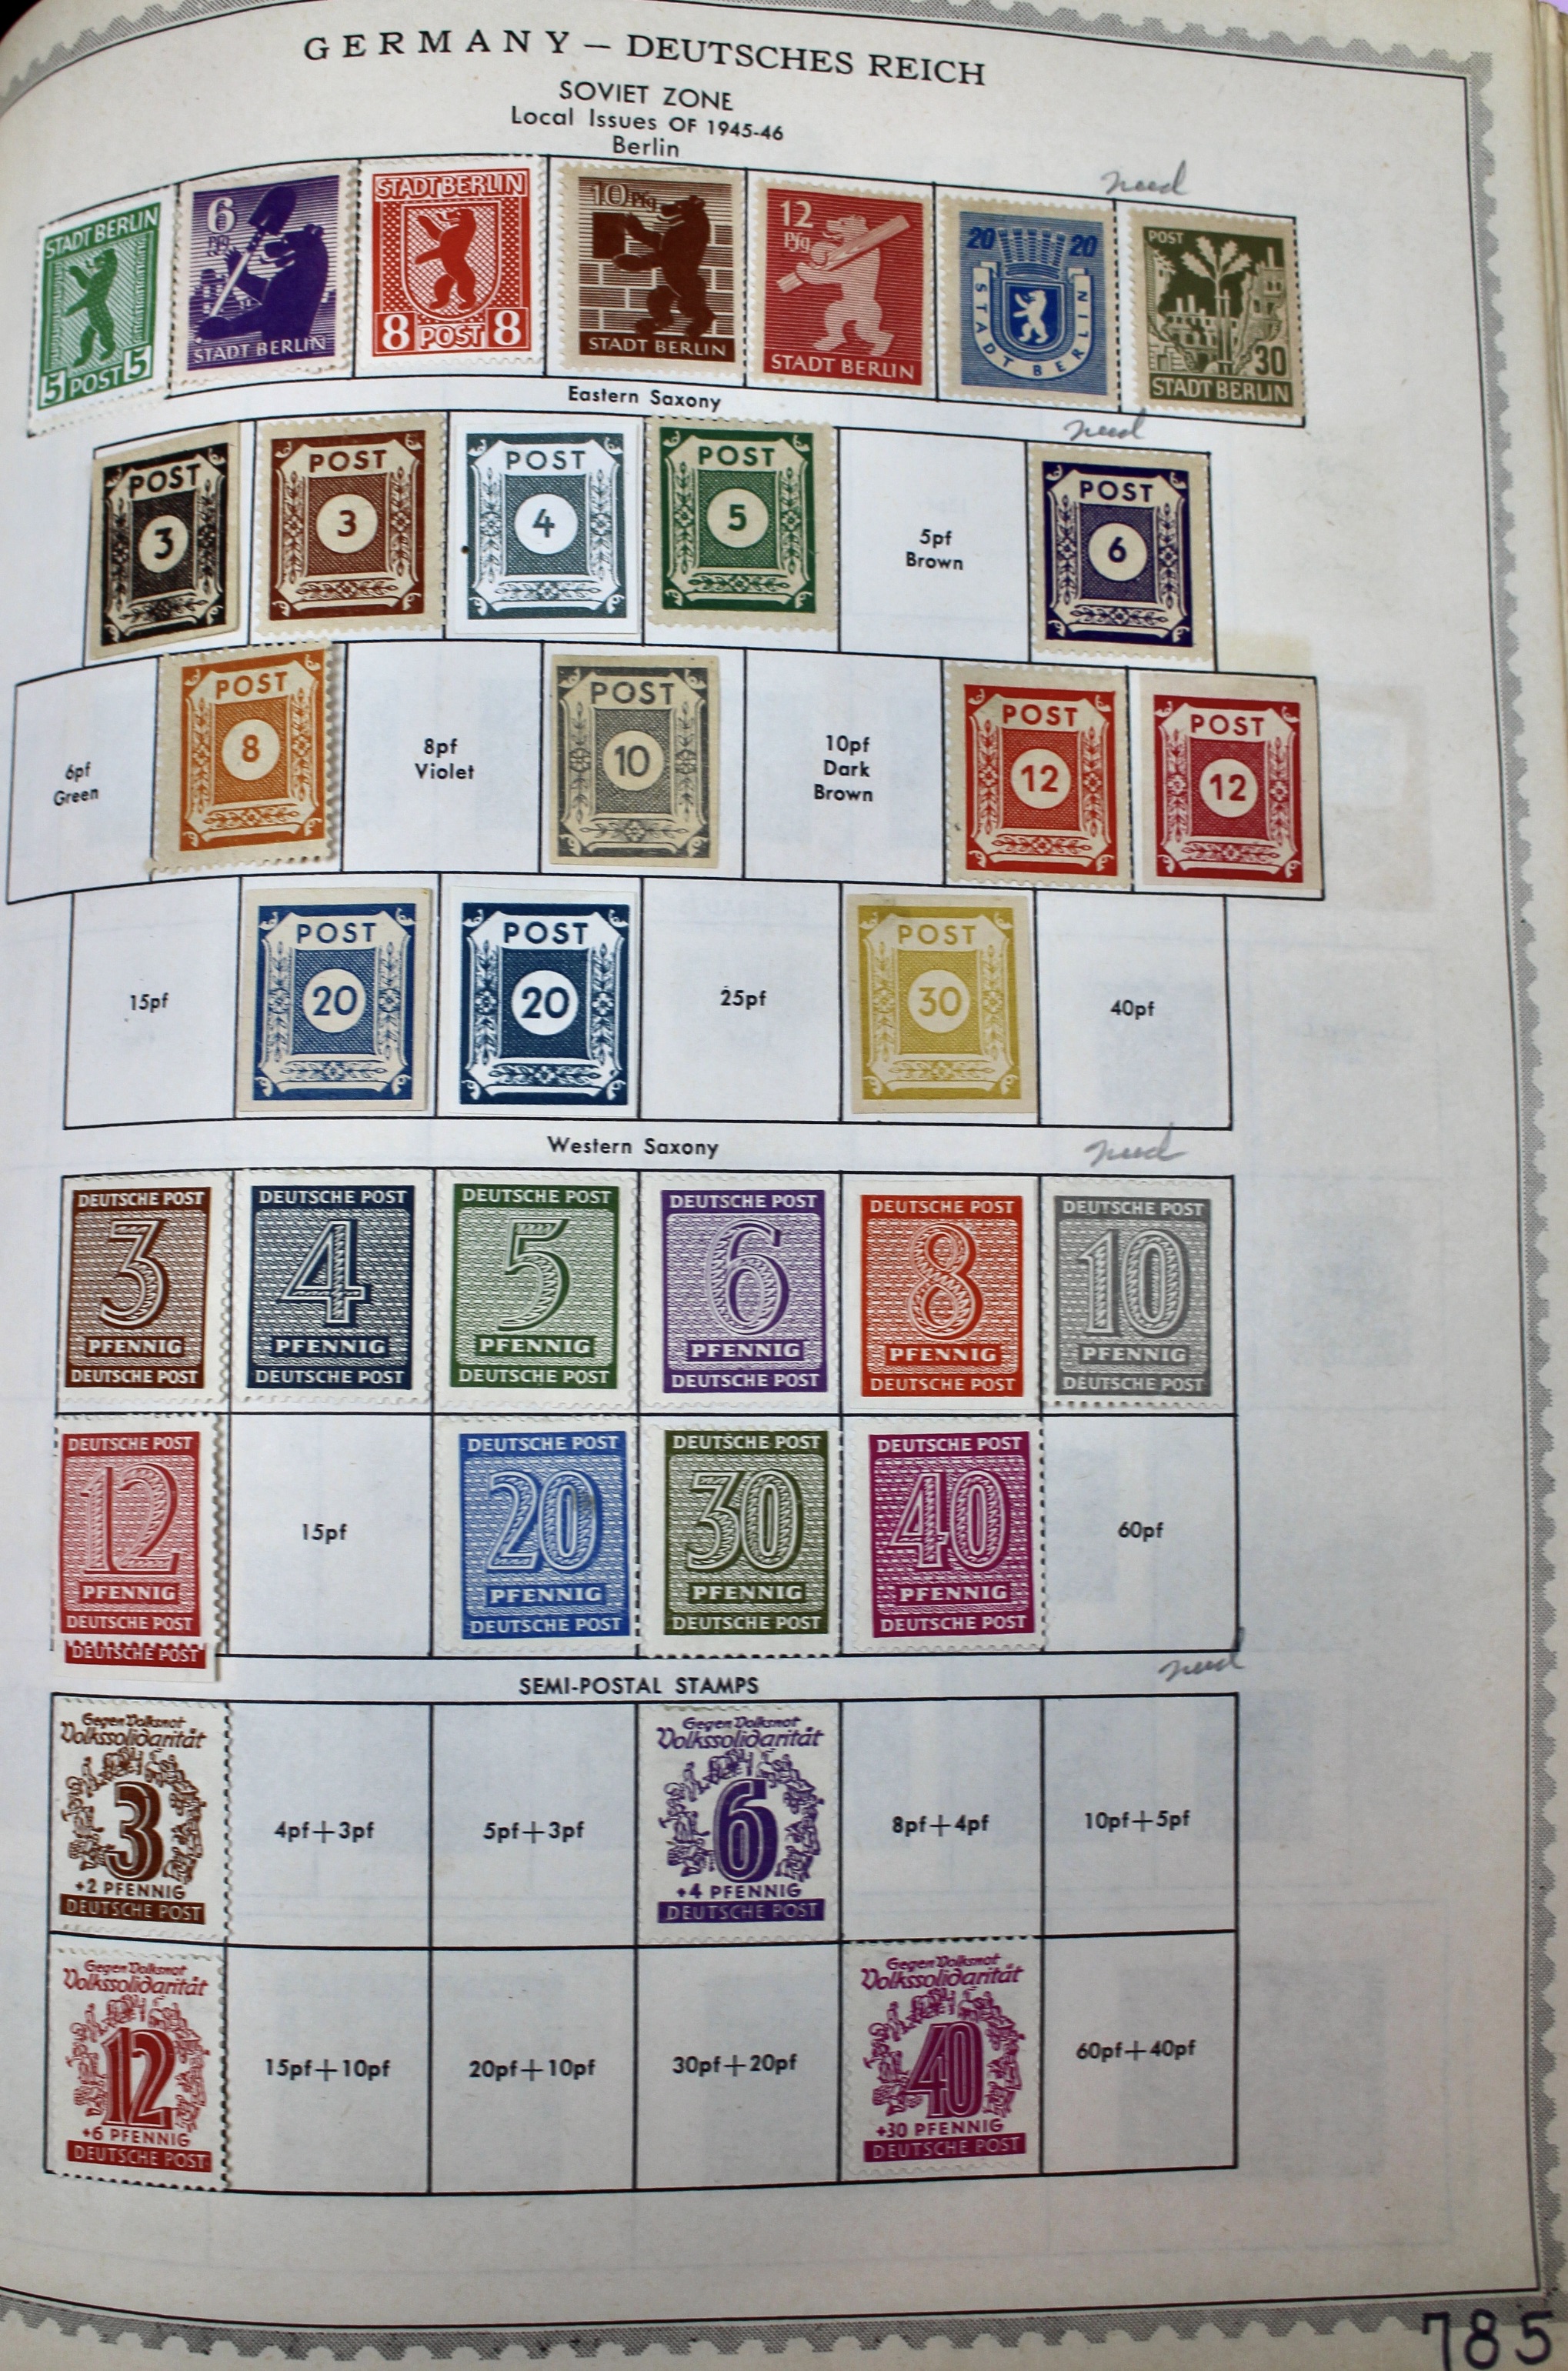 GERMANY — DEUTSCHES REICH
SOVIET ZONE
Local Issues OF 1945-46
Berlin
need
STADT BERLIN
5 POST 5
6 Pfg
STADT BERLIN
STADT BERLIN
8 POST 8
10 Pfg
STADT BERLIN
12 Pfg
STADT BERLIN
20 20
STADT BERLIN
POST
30
STADT BERLIN
Eastern Saxony
need
POST
3
POST
3
POST
4
POST
5
5pf
Brown
POST
6
6pf
Green
POST
8
8pf
Violet
POST
10
10pf
Dark
Brown
POST
12
POST
12
15pf
POST
20
POST
20
25pf
POST
30
40pf
Western Saxony
need
DEUTSCHE POST
3
PFENNIG
DEUTSCHE POST
DEUTSCHE POST
4
PFENNIG
DEUTSCHE POST
DEUTSCHE POST
5
PFENNIG
DEUTSCHE POST
DEUTSCHE POST
6
PFENNIG
DEUTSCHE POST
DEUTSCHE POST
8
PFENNIG
DEUTSCHE POST
DEUTSCHE POST
10
PFENNIG
DEUTSCHE POST
DEUTSCHE POST
12
PFENNIG
DEUTSCHE POST
DEUTSCHE POST
15pf
DEUTSCHE POST
20
PFENNIG
DEUTSCHE POST
DEUTSCHE POST
30
PFENNIG
DEUTSCHE POST
DEUTSCHE POST
40
PFENNIG
DEUTSCHE POST
60pf
SEMI-POSTAL STAMPS
need
Gegen Volksnot
Volkssolidarität
3
+2 PFENNIG
DEUTSCHE POST
4pf+3pf
5pf+3pf
Gegen Volksnot
Volkssolidarität
6
+4 PFENNIG
DEUTSCHE POST
8pf+4pf
10pf+5pf
Gegen Volksnot
Volkssolidarität
12
+6 PFENNIG
DEUTSCHE POST
15pf+10pf
20pf+10pf
30pf+20pf
Gegen Volksnot
Volkssolidarität
40
+30 PFENNIG
DEUTSCHE POST
60pf+40pf
785